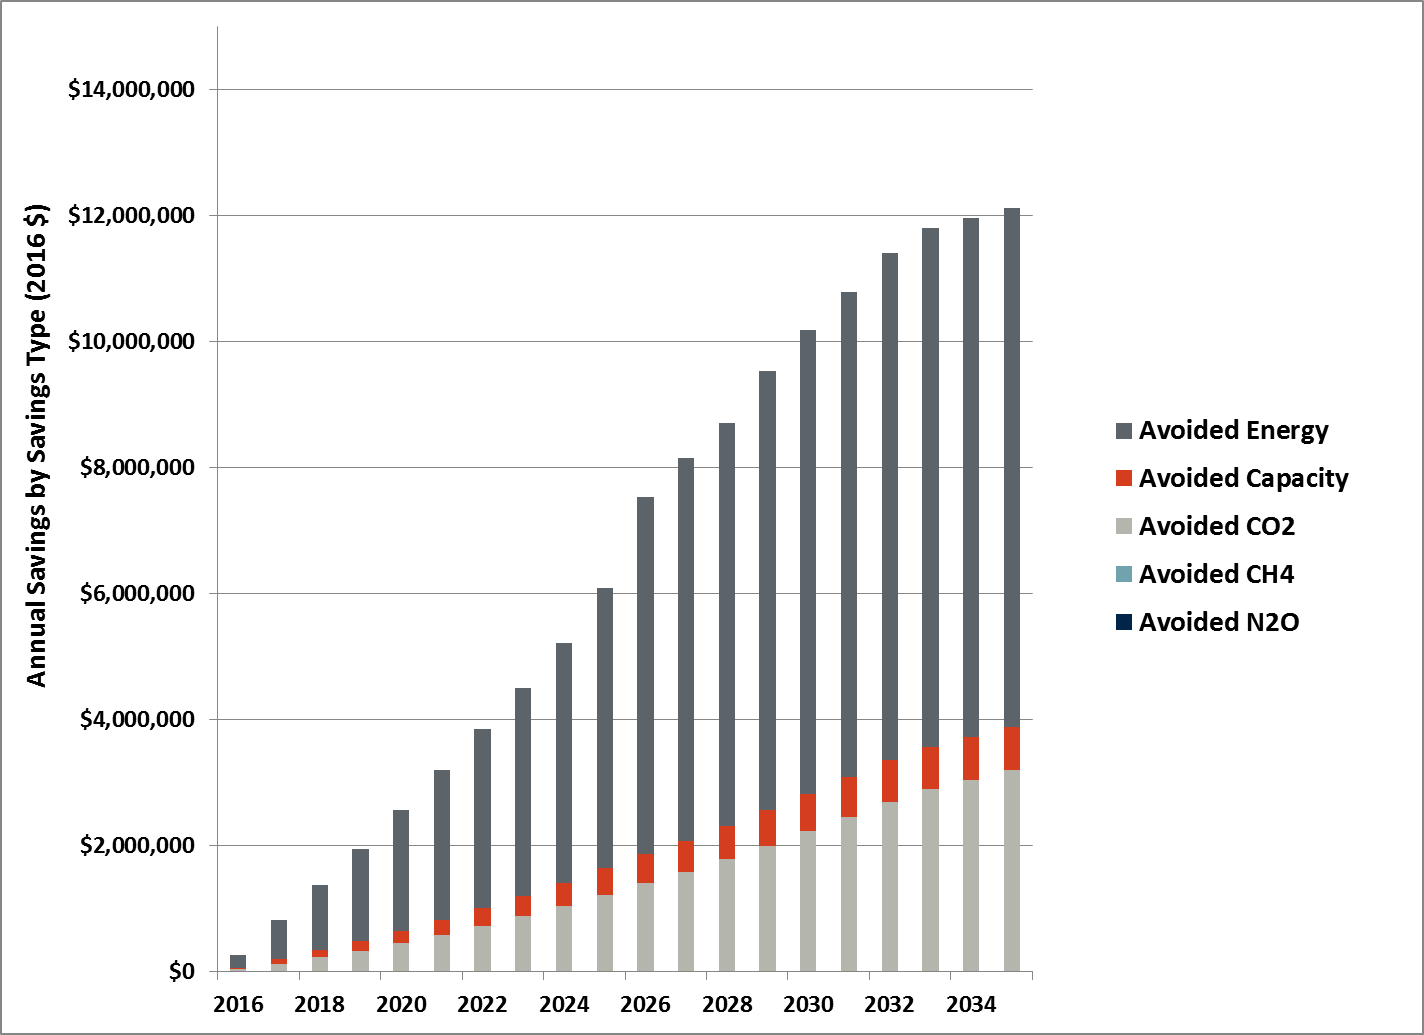 Annual Savings by Savings Type (2016 $)
$14,000,000
$12,000,000
$10,000,000
$8,000,000
$6,000,000
$4,000,000
$2,000,000
$0
2016 2018 2020 2022 2024 2026 2028 2030 2032 2034
Avoided Energy
Avoided Capacity
Avoided CO2
Avoided CH4
Avoided N2O